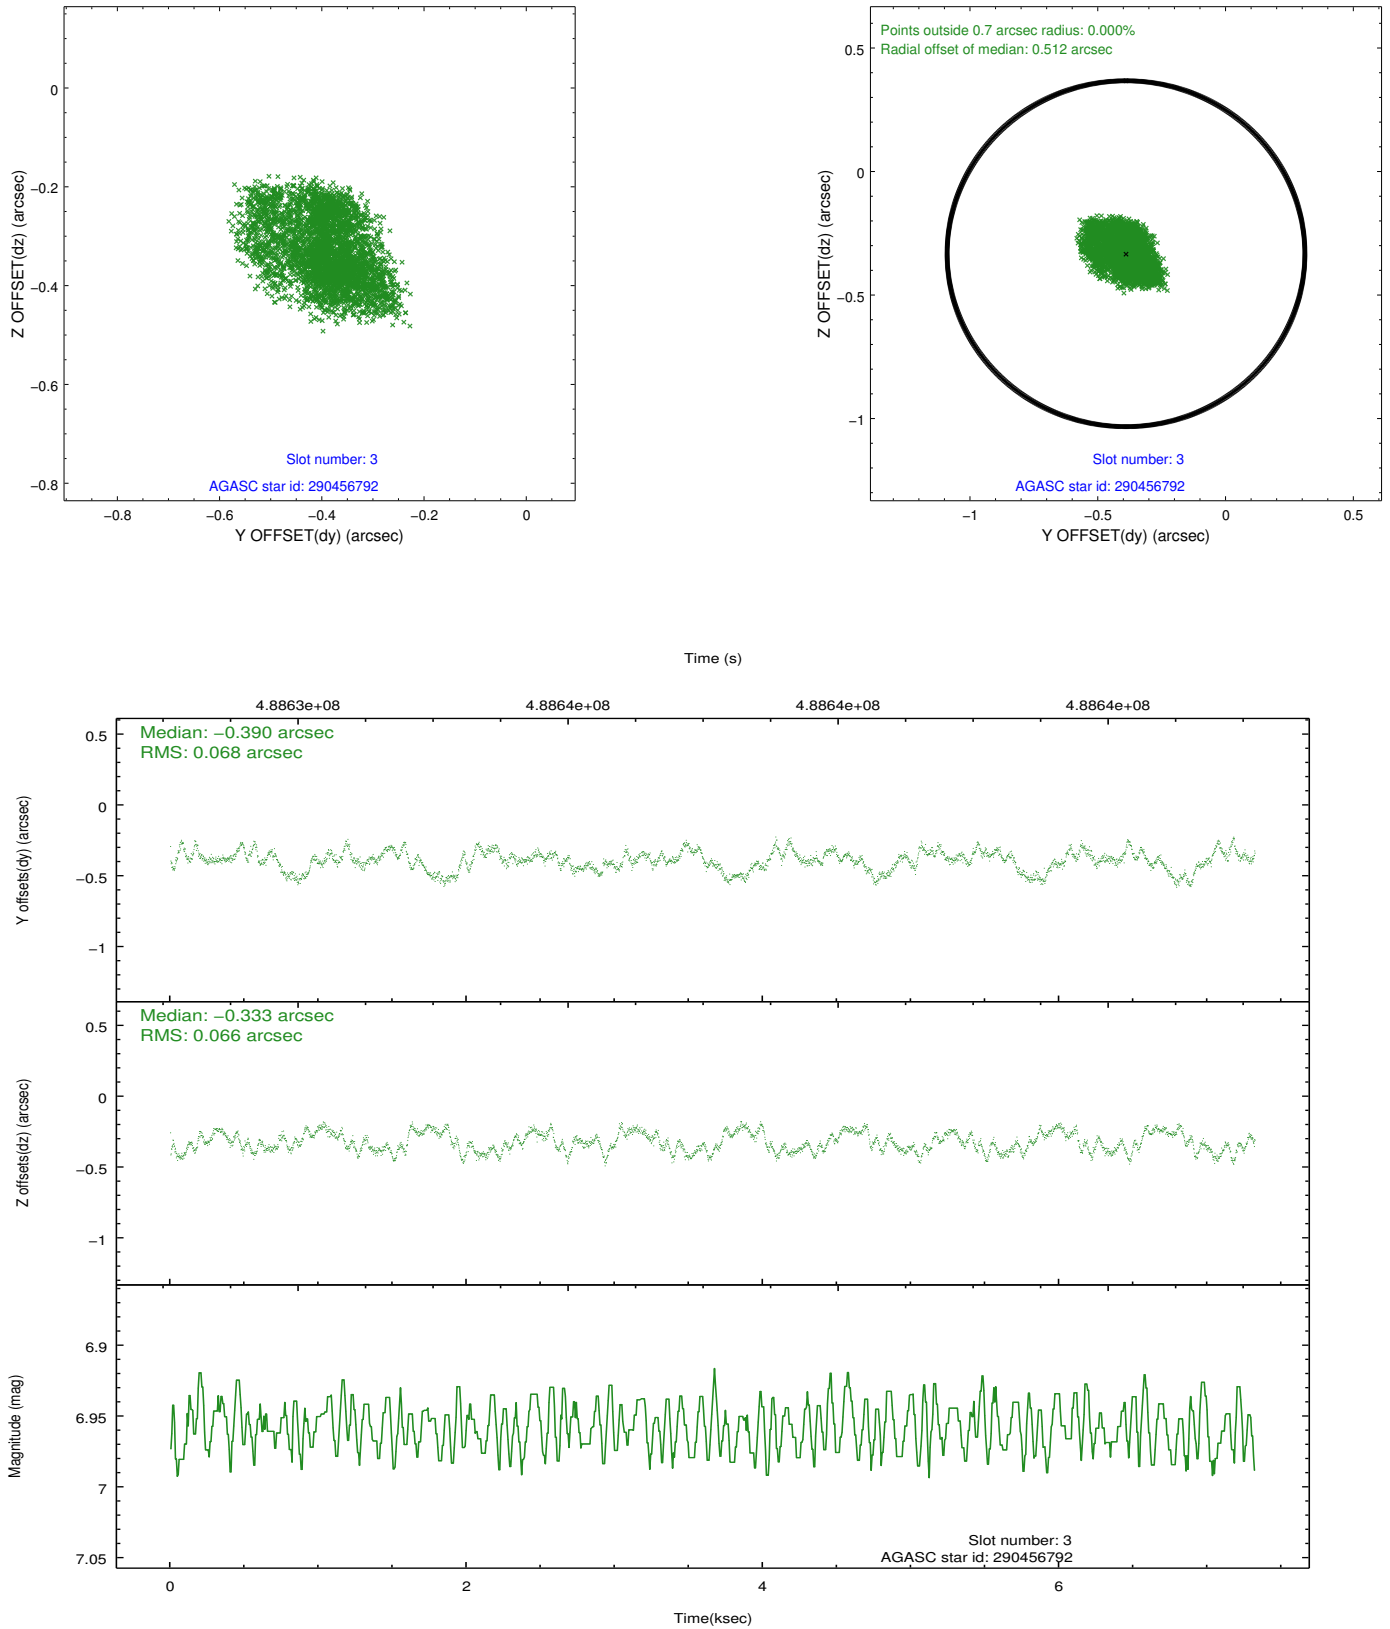 0
−0.2
−0.4
−0.6
−0.8
Z OFFSET(dz) (arcsec)
Slot number: 3
AGASC star id: 290456792
−0.8
−0.6
−0.4
−0.2
0
Y OFFSET(dy) (arcsec)
Points outside 0.7 arcsec radius: 0.000%
Radial offset of median: 0.512 arcsec
0.5
0
−0.5
−1
Z OFFSET(dz) (arcsec)
Slot number: 3
AGASC star id: 290456792
−1
−0.5
0
0.5
Y OFFSET(dy) (arcsec)
Time (s)
4.8863e+08
4.8864e+08
4.8864e+08
4.8864e+08
Median: −0.390 arcsec
RMS: 0.068 arcsec
0.5
0
−0.5
−1
Y offsets(dy) (arcsec)
Median: −0.333 arcsec
RMS: 0.066 arcsec
0.5
0
−0.5
−1
Z offsets(dz) (arcsec)
6.9
6.95
7
7.05
Magnitude (mag)
Slot number: 3
AGASC star id: 290456792
0
2
4
6
Time(ksec)